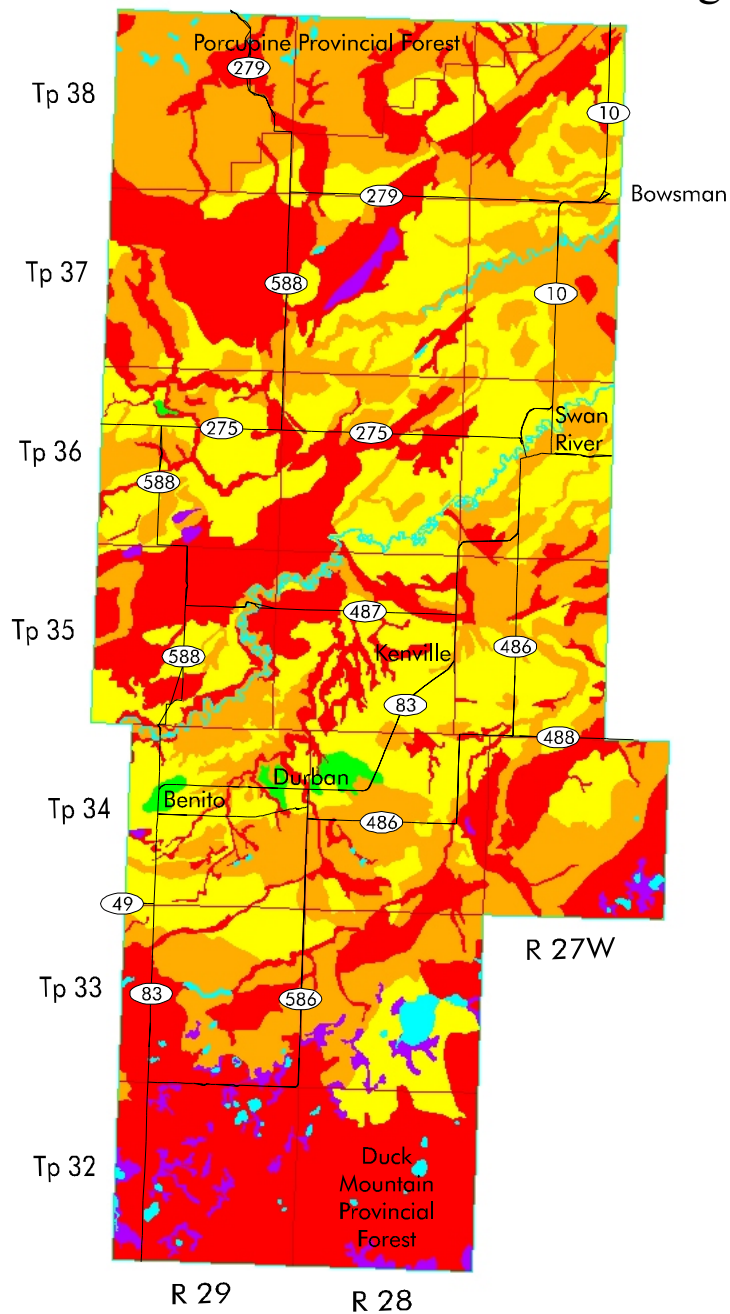 g
Porcupine Provincial Forest
279
Tp 38
10
279
Bowsman
Tp 37
588
10
Swan
River
275
275
Tp 36
588
487
Tp 35
Kenville
486
588
83
488
Durban
Benito
Tp 34
486
49
R 27W
Tp 33
83
586
Duck
Mountain
Provincial
Forest
Tp 32
R 29
R 28